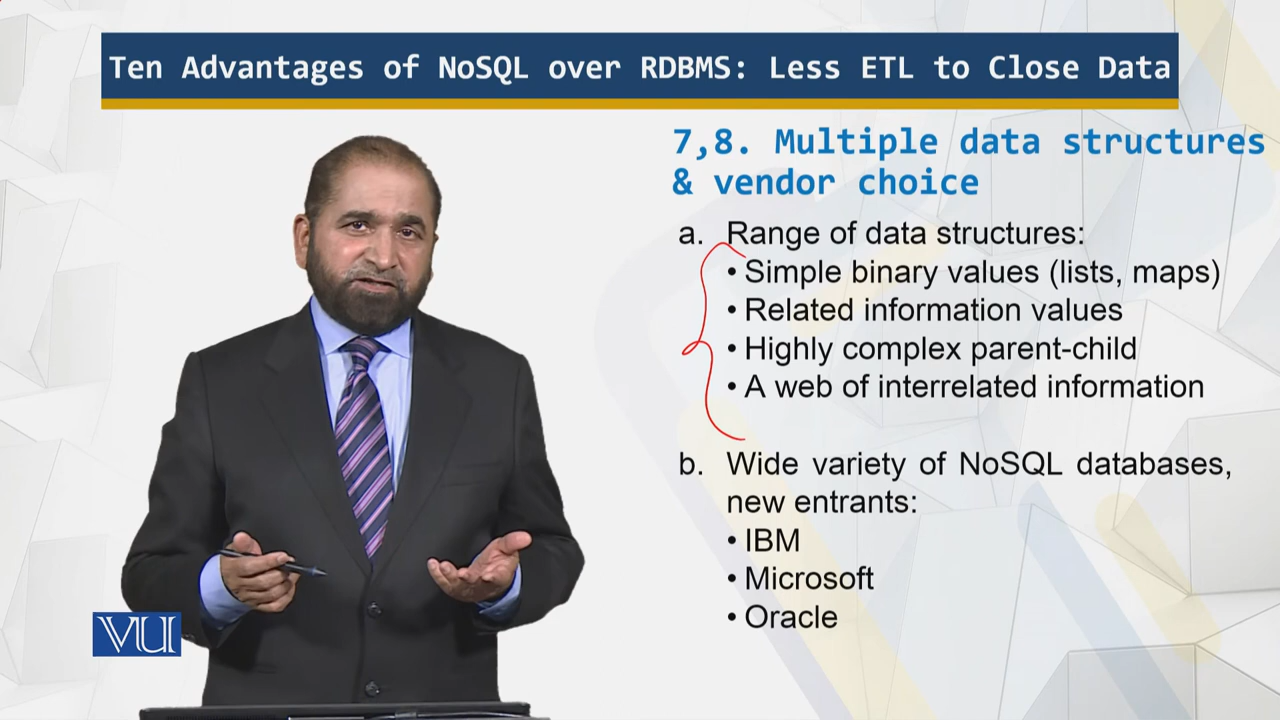 Ten Advantages of NoSQL over RDBMS: Less ETL to Close Data
7,8. Multiple data structures
& vendor choice
a. Range of data structures:
• Simple binary values (lists, maps)
• Related information values
• Highly complex parent-child
• A web of interrelated information
b. Wide variety of NoSQL databases,
new entrants:
• IBM
• Microsoft
• Oracle
VU